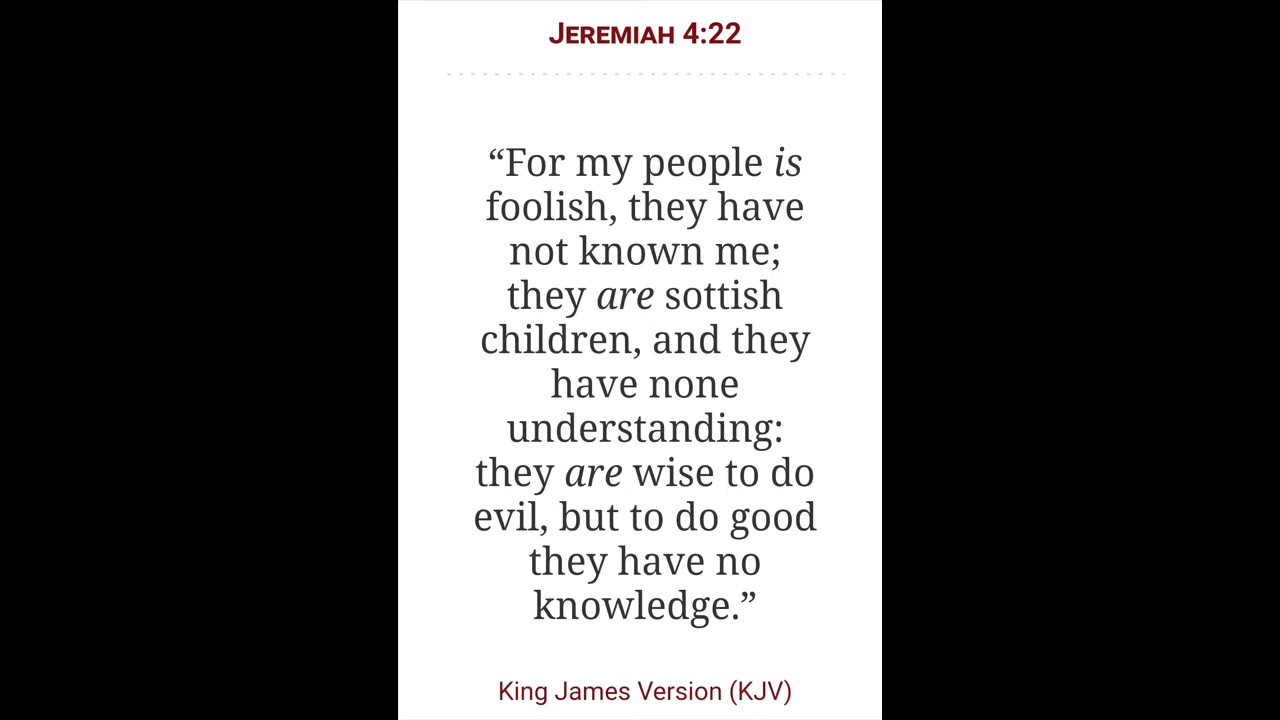 JEREMIAH 4:22
“For my people is
foolish, they have
not known me;
they are sottish
children, and they
have none
understanding:
they are wise to do
evil, but to do good
they have no
knowledge.”
King James Version (KJV)